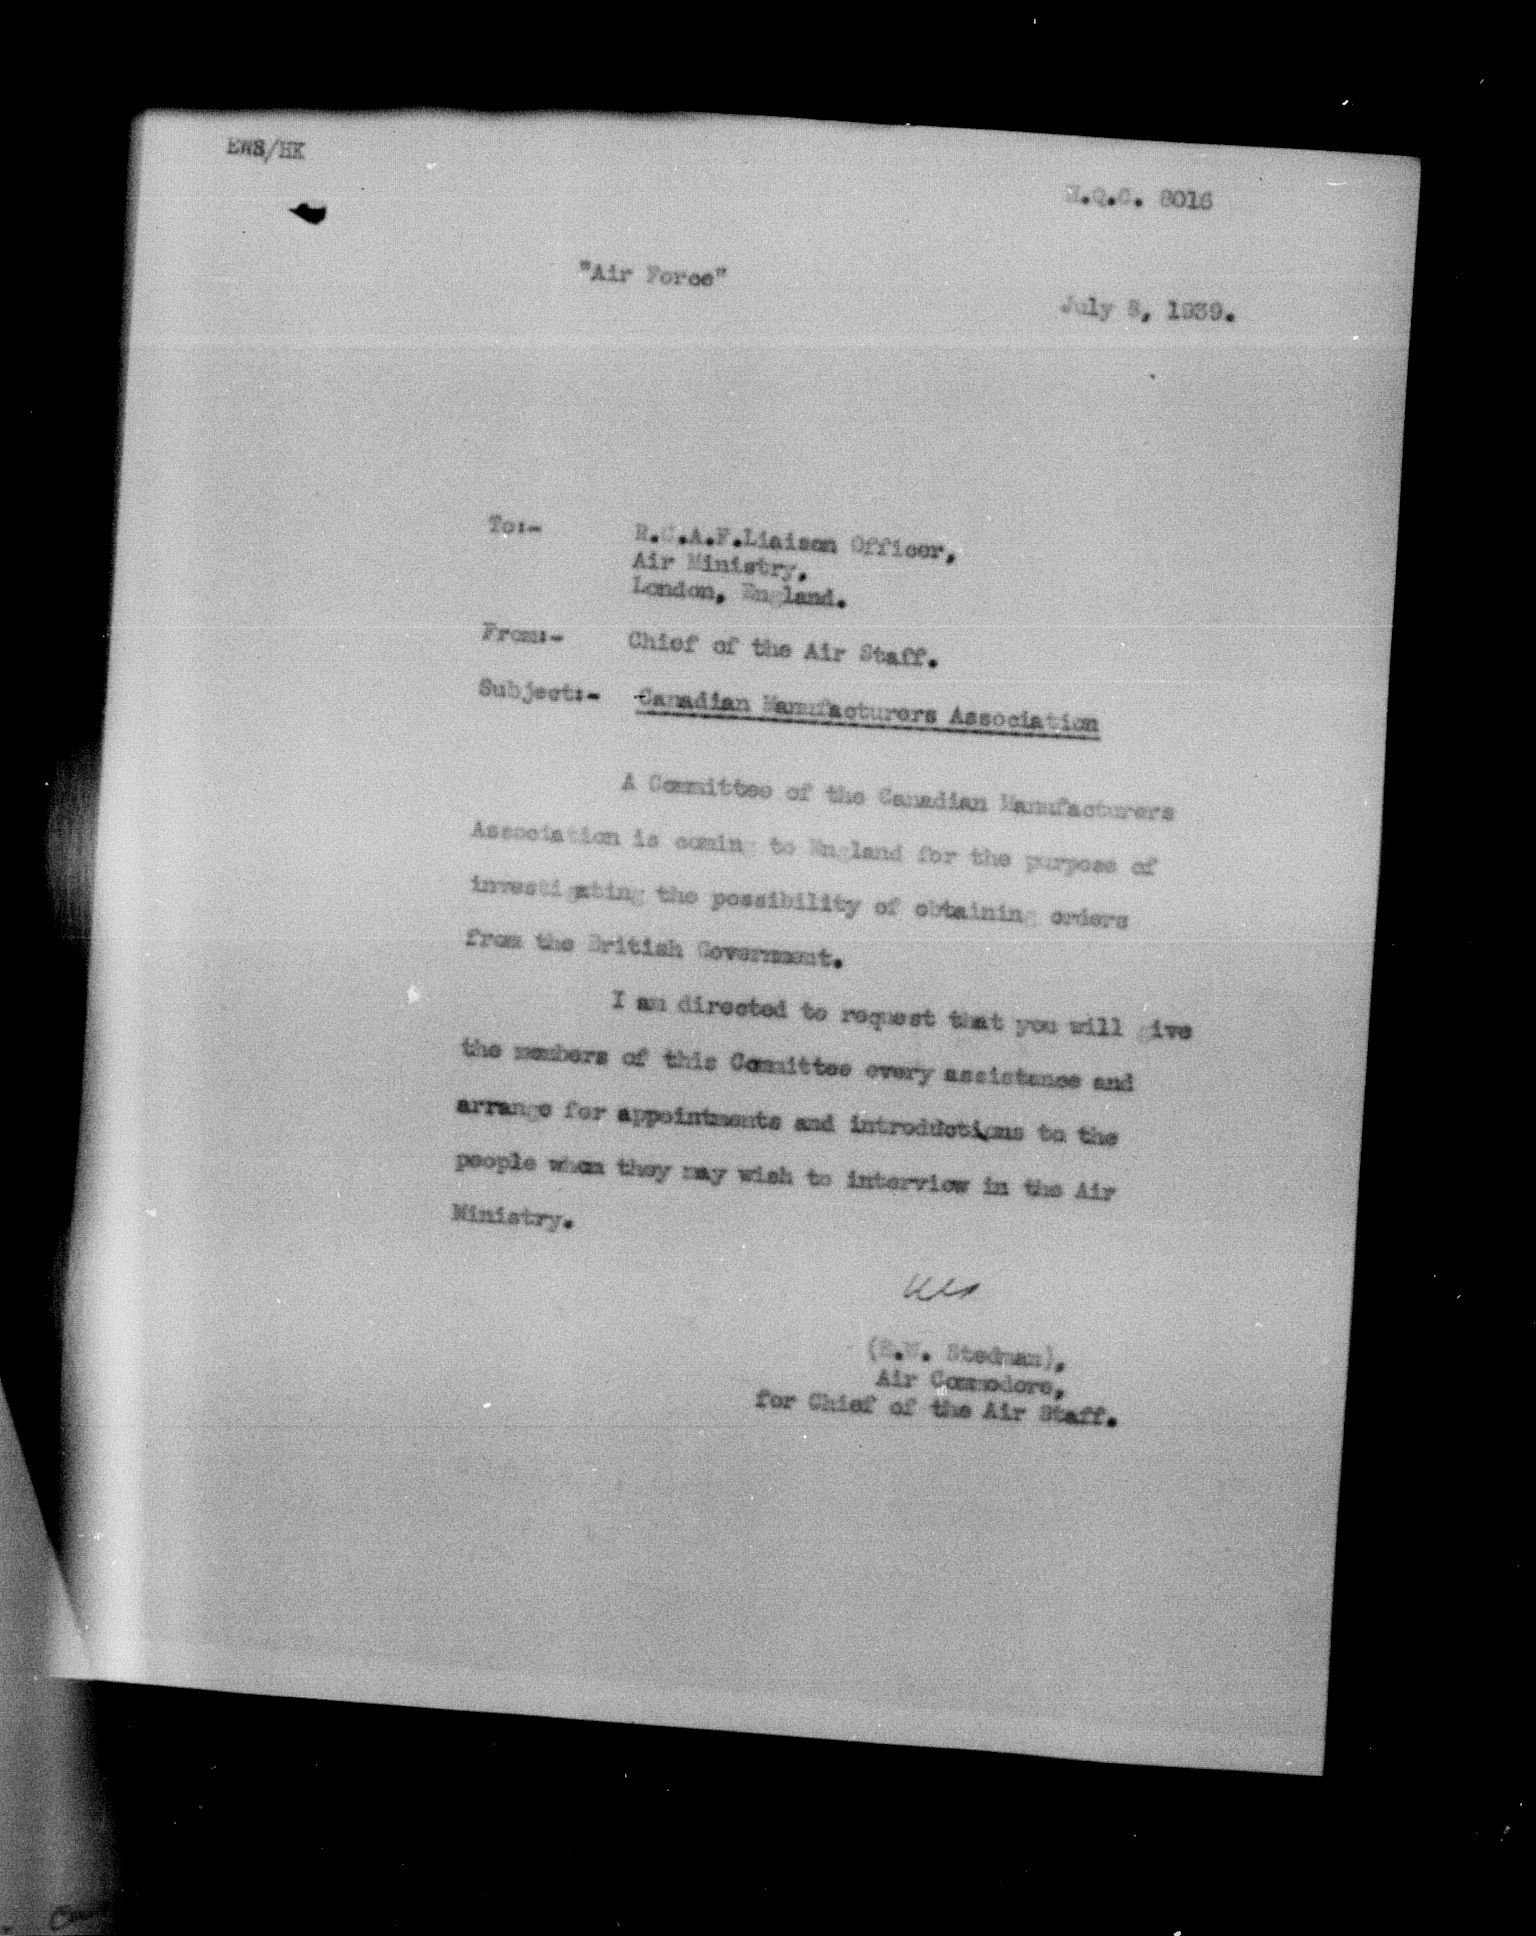 EWS/HK
H.Q.C. 8016
"Air Force"
July 8, 1939.
To:- R.C.A.F.Liaison Officer,
Air Ministry,
London, England.
From:- Chief of the Air Staff.
Subject:- Canadian Manufacturers Association
A Committee of the Canadian Manufacturers
Association is coming to England for the purpose of
investigating the possibility of obtaining orders
from the British Government.
I am directed to request that you will give
the members of this Committee every assistance and
arrange for appointments and introductions to the
people whom they may wish to interview in the Air
Ministry.
(E.W. Stedman),
Air Commodore,
for Chief of the Air Staff.